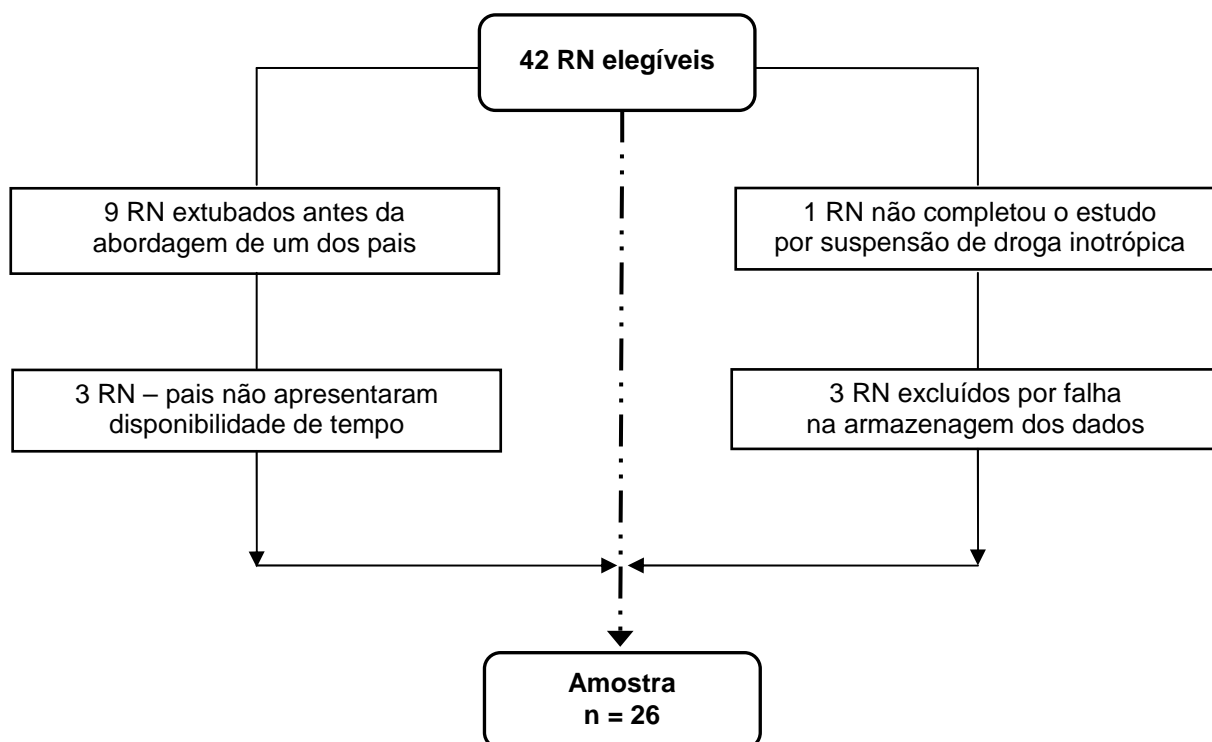 42 RN elegíveis
9 RN extubados antes da
abordagem de um dos pais
1 RN não completou o estudo
por suspensão de droga inotrópica
3 RN – pais não apresentaram
disponibilidade de tempo
3 RN excluídos por falha
na armazenagem dos dados
Amostra
n = 26